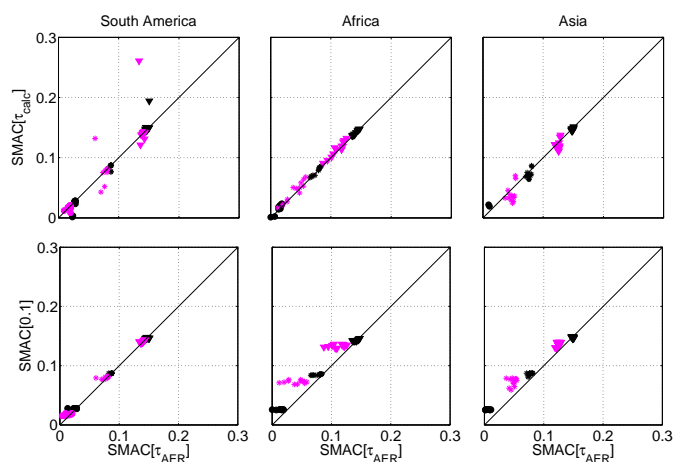 South America Africa Asia
0.3
0.2
0.1
0
SMAC[τcalc]
0.3
0.2
0.1
0
SMAC[0.1]
0 0.1 0.2 0.3 0 0.1 0.2 0.3 0 0.1 0.2 0.3
SMAC[τAER] SMAC[τAER] SMAC[τAER]